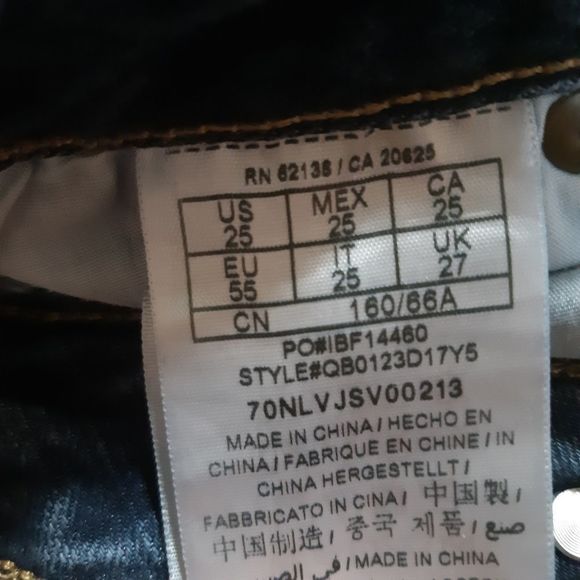 RN 62136 / CA 20625
US 25 MEX 25 CA 25
EU 55 IT 25 UK 27
CN 160/66A
PO#IBF14460
STYLE#QB0123D17Y5
70NLVJSV00213
MADE IN CHINA / HECHO EN
CHINA / FABRIQUE EN CHINE / IN
CHINA HERGESTELLT /
FABBRICATO IN CINA / 中国製 /
中国制造 / 중국 제품 / صنع
في الصين / MADE IN CHINA